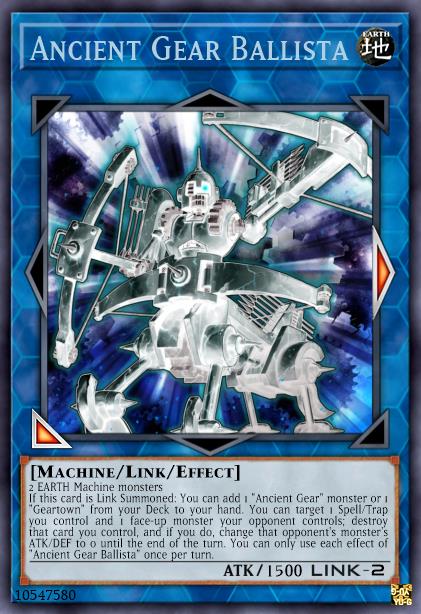 ANCIENT GEAR BALLISTA
EARTH
地
[MACHINE/LINK/EFFECT]
2 EARTH Machine monsters
If this card is Link Summoned: You can add 1 "Ancient Gear" monster or 1
"Geartown" from your Deck to your hand. You can target 1 Spell/Trap
you control and 1 face-up monster your opponent controls; destroy
that card you control, and if you do, change that opponent's monster's
ATK/DEF to 0 until the end of the turn. You can only use each effect of
"Ancient Gear Ballista" once per turn.
ATK/1500 LINK-2
10547580